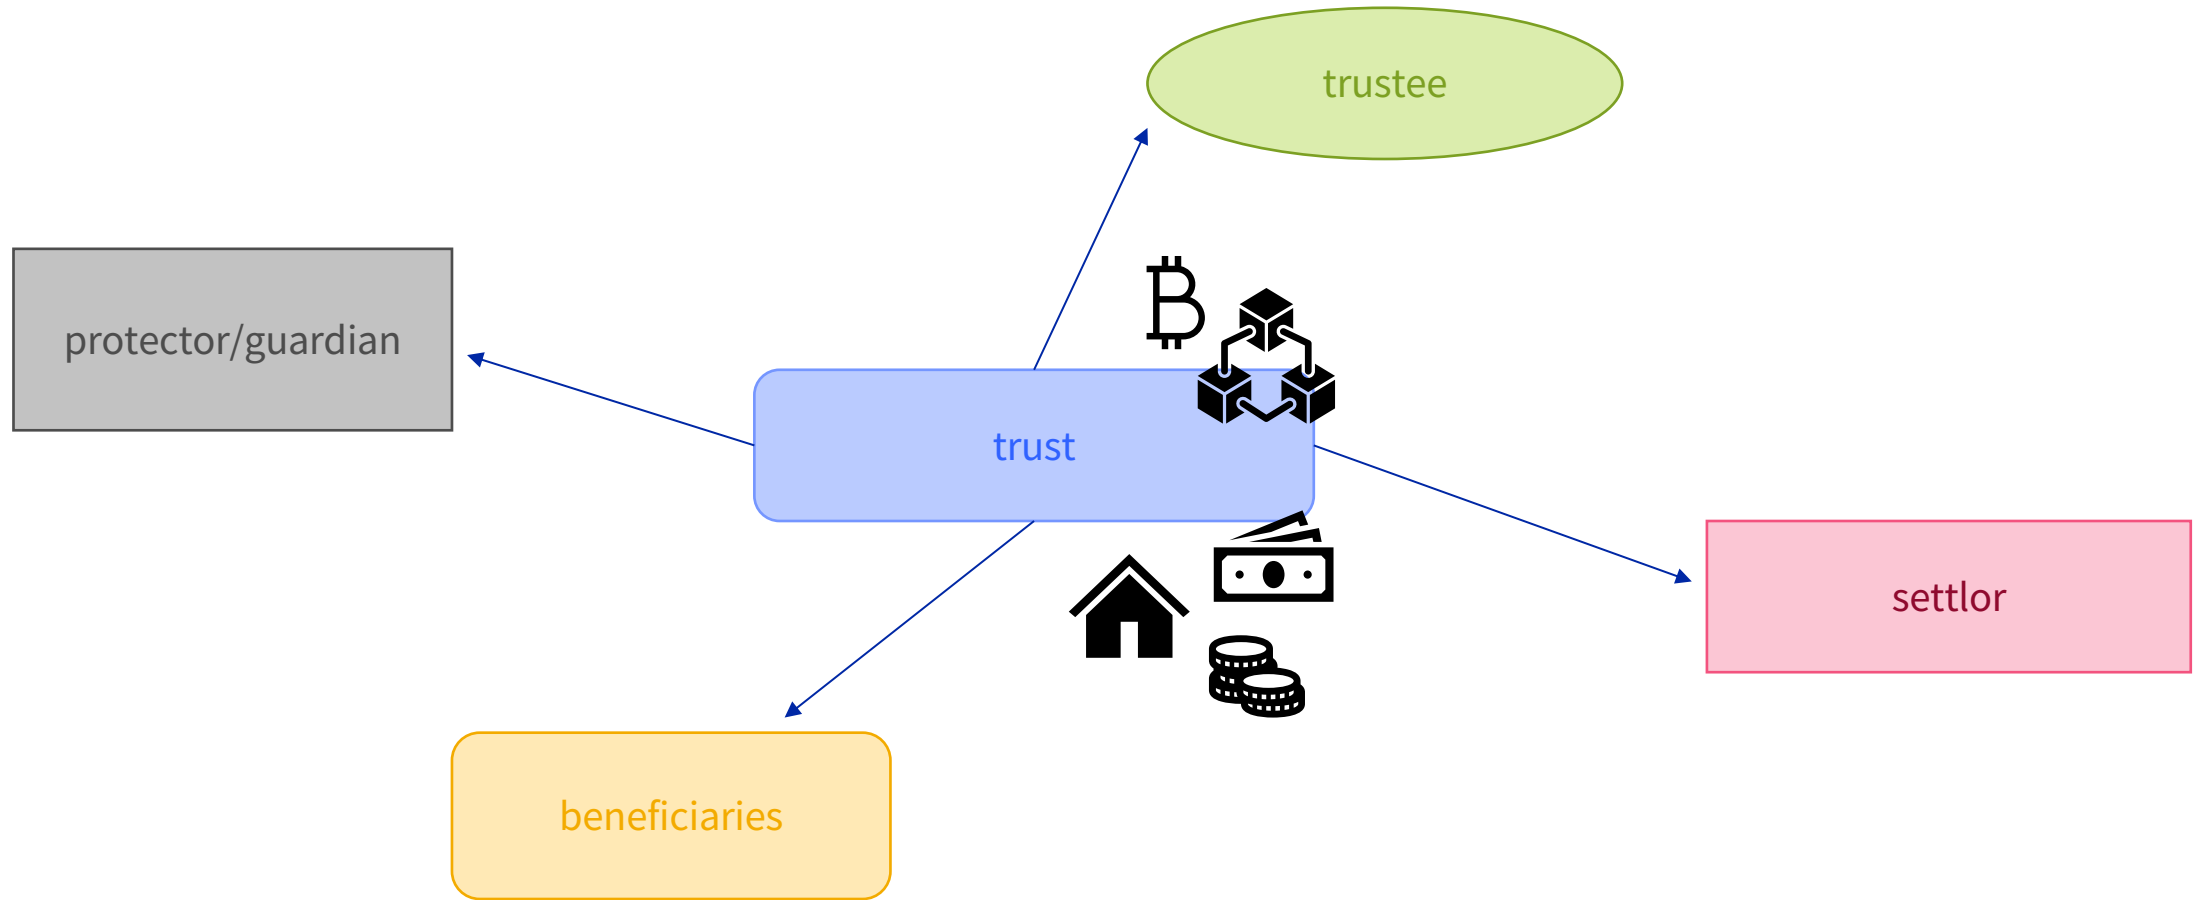 trustee
protector/guardian
trust
settlor
beneficiaries